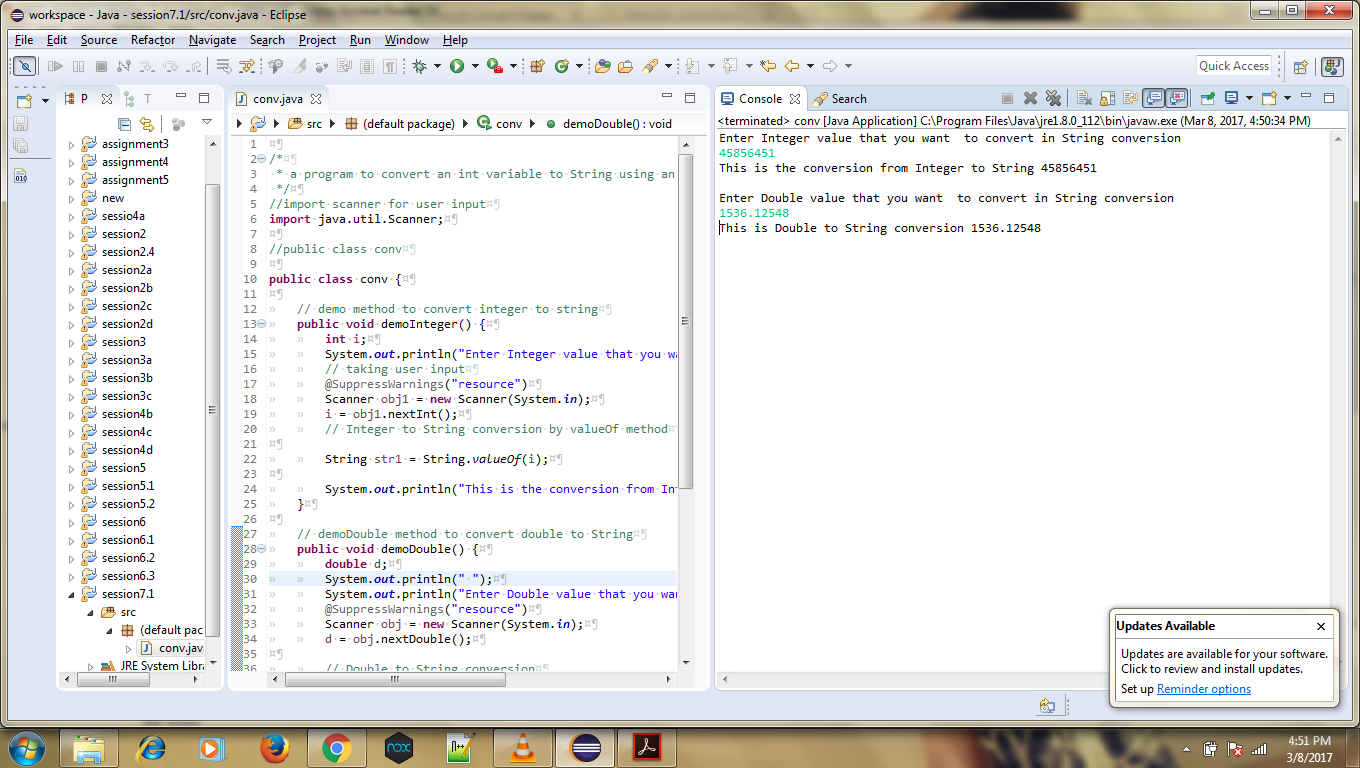 workspace - Java - session7.1/src/conv.java - Eclipse
File Edit Source Refactor Navigate Search Project Run Window Help
Quick Access
P T
assignment3
assignment4
assignment5
new
sessio4a
session2
session2.4
session2a
session2b
session2c
session2d
session3
session3a
session3b
session3c
session4b
session4c
session4d
session5
session5.1
session5.2
session6
session6.1
session6.2
session6.3
session7.1
src
(default pac
conv.jav
JRE System Libra
conv.java
src (default package) conv demoDouble() : void
1
2 /*
3 * a program to convert an int variable to String using an
4 */
5 //import scanner for user input
6 import java.util.Scanner;
7
8 //public class conv
9
10 public class conv {
11
12 // demo method to convert integer to string
13 public void demoInteger() {
14 int i;
15 System.out.println("Enter Integer value that you wa
16 // taking user input
17 @SuppressWarnings("resource")
18 Scanner obj1 = new Scanner(System.in);
19 i = obj1.nextInt();
20 // Integer to String conversion by valueOf method
21
22 String str1 = String.valueOf(i);
23
24 System.out.println("This is the conversion from Int
25 }
26
27 // demoDouble method to convert double to String
28 public void demoDouble() {
29 double d;
30 System.out.println(" ");
31 System.out.println("Enter Double value that you wan
32 @SuppressWarnings("resource")
33 Scanner obj = new Scanner(System.in);
34 d = obj.nextDouble();
35
36 // Double to String conversion
Console Search
<terminated> conv [Java Application] C:\Program Files\Java\jre1.8.0_112\bin\javaw.exe (Mar 8, 2017, 4:50:34 PM)
Enter Integer value that you want  to convert in String conversion
45856451
This is the conversion from Integer to String 45856451
Enter Double value that you want  to convert in String conversion
1536.12548
This is Double to String conversion 1536.12548
Updates Available
Updates are available for your software.
Click to review and install updates.
Set up Reminder options
nox
4:51 PM
3/8/2017